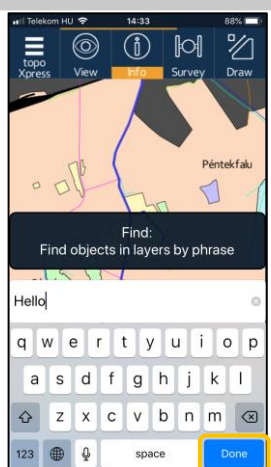 Telekom HU 14:33 88%
topo
Xpress
View
Info
Survey
Draw
Péntekfalu
Find:
Find objects in layers by phrase
Hello
q w e r t y u i o p
a s d f g h j k l
z x c v b n m
123 space Done